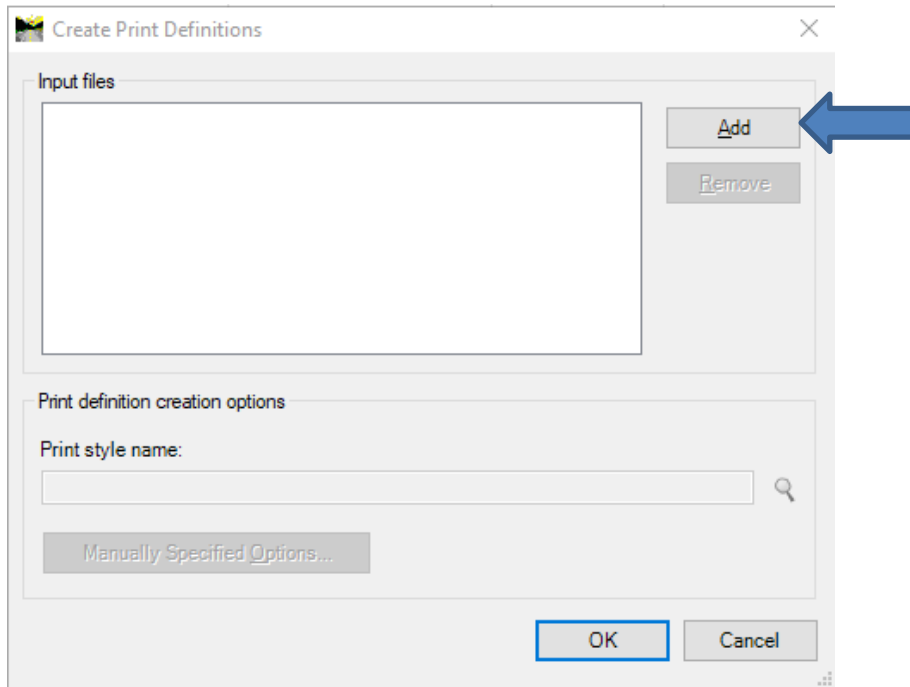 Create Print Definitions
Input files
Add
Remove
Print definition creation options
Print style name:
Manually Specified Options...
OK
Cancel